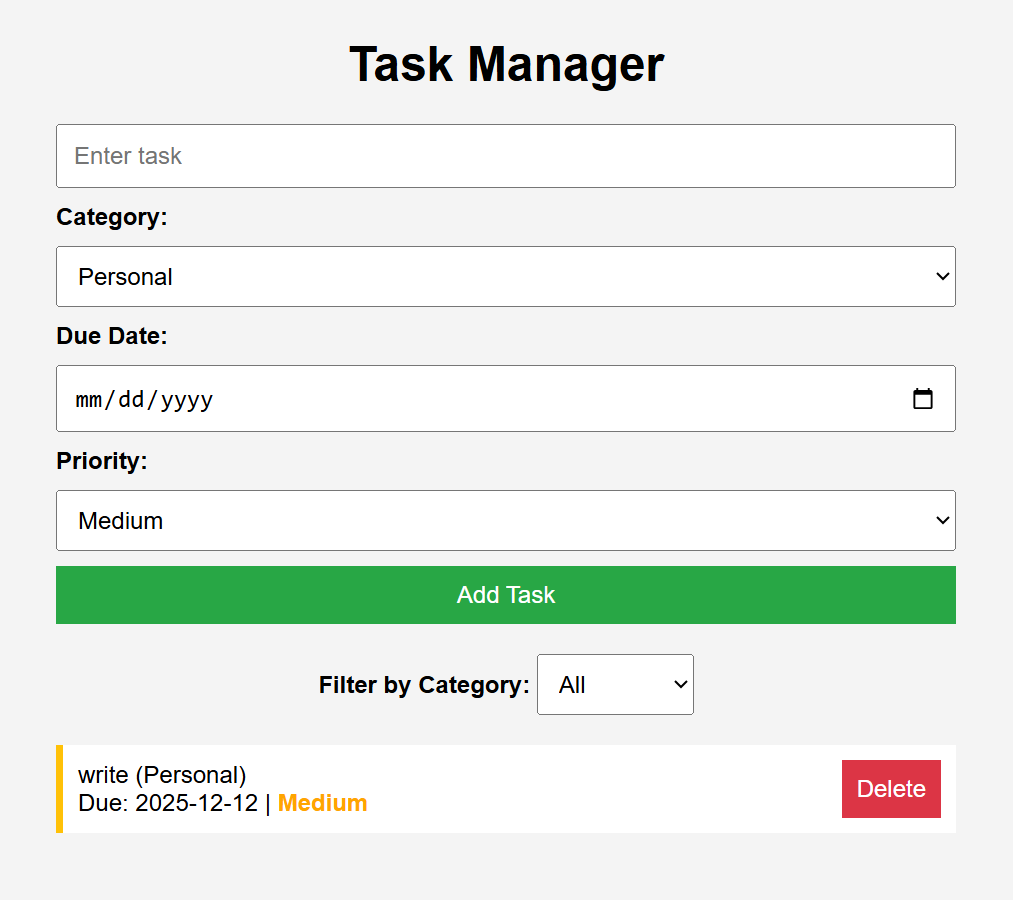 Task Manager
Enter task
Category:
Personal
Due Date:
mm/dd/yyyy
Priority:
Medium
Add Task
Filter by Category: All
write (Personal)
Due: 2025-12-12 | Medium
Delete